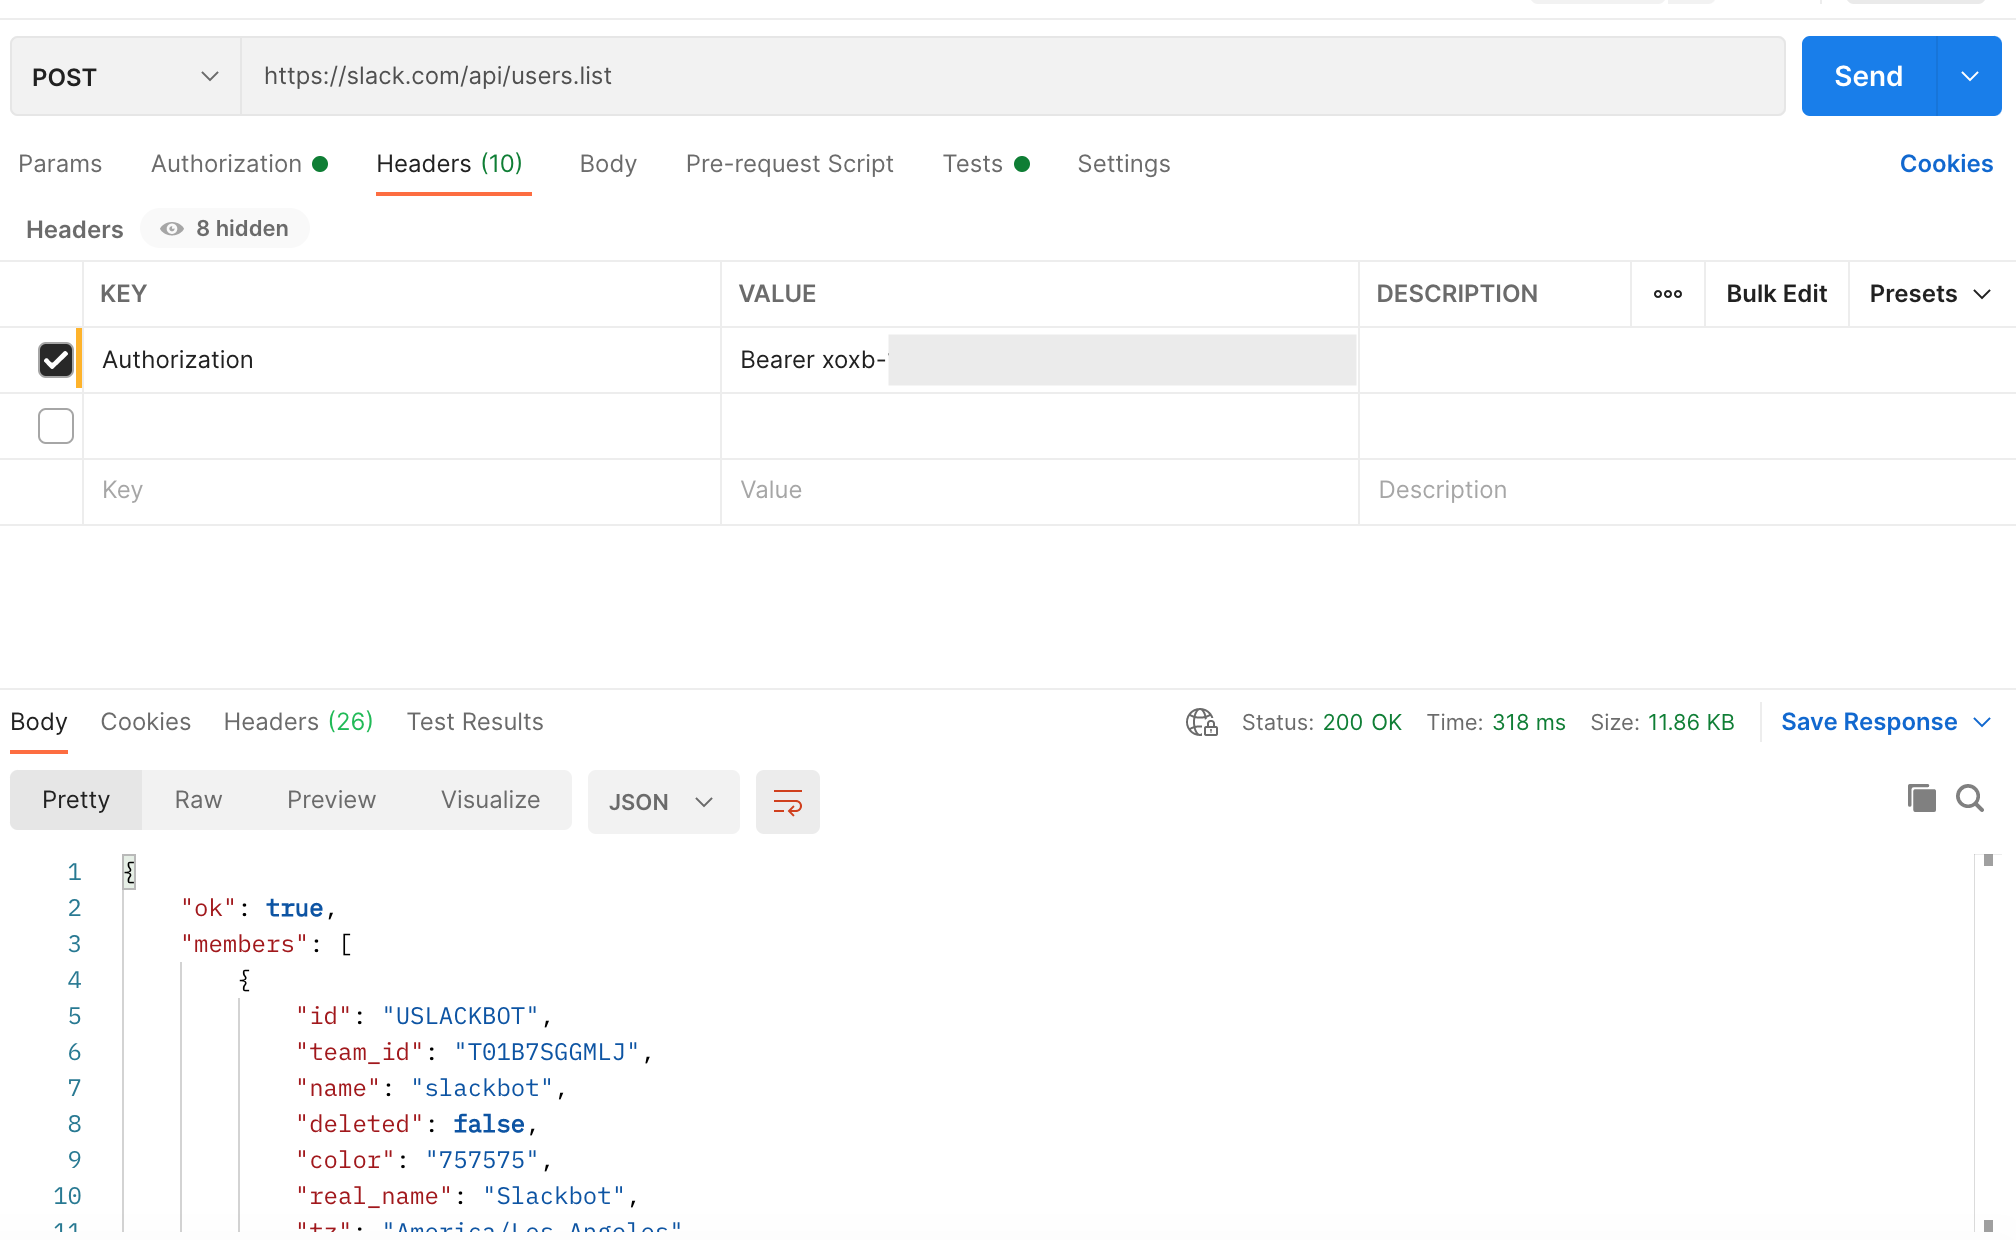 POST https://slack.com/api/users.list Send
Params Authorization Headers (10) Body Pre-request Script Tests Settings Cookies
Headers 8 hidden
KEY VALUE DESCRIPTION ooo Bulk Edit Presets
Authorization Bearer xoxb-
Key Value Description
Body Cookies Headers (26) Test Results Status: 200 OK Time: 318 ms Size: 11.86 KB Save Response
Pretty Raw Preview Visualize JSON
1 {
2 "ok": true,
3 "members": [
4 {
5 "id": "USLACKBOT",
6 "team_id": "T01B7SGGMLJ",
7 "name": "slackbot",
8 "deleted": false,
9 "color": "757575",
10 "real_name": "Slackbot",
11 "tz": "America/Los_Angeles"